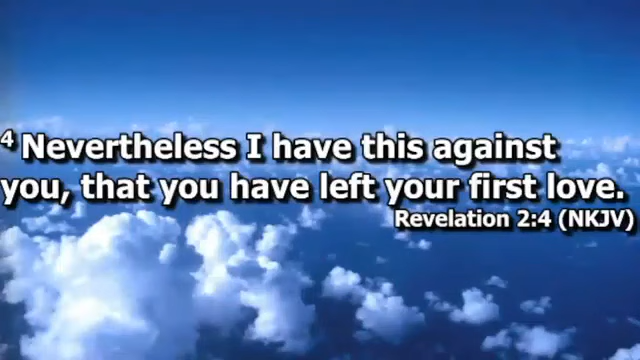 4 Nevertheless I have this against
you, that you have left your first love.
Revelation 2:4 (NKJV)